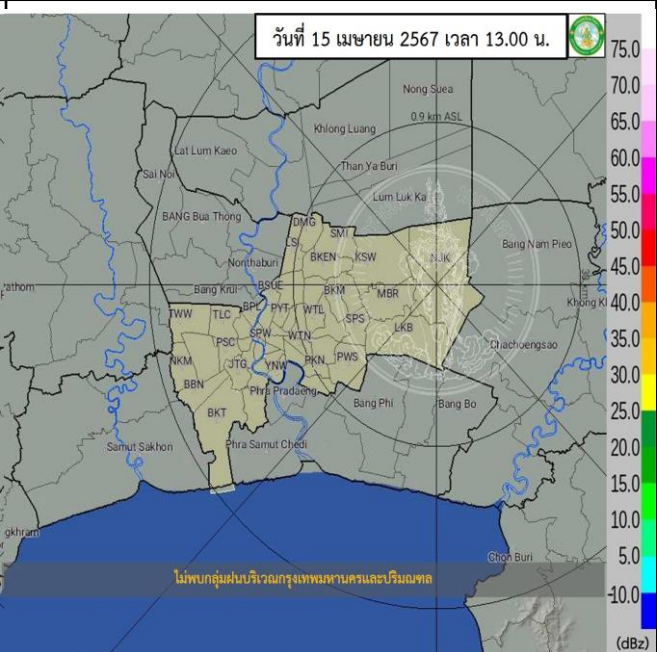 วันที่ 15 เมษายน 2567 เวลา 13.00 น.
75.0
70.0
65.0
60.0
55.0
50.0
45.0
40.0
35.0
30.0
25.0
20.0
15.0
10.0
5.0
-10.0
(dBz)
Nong Suea
0.9 km ASL
Khlong Luang
Lat Lum Kaeo
Than Ya Buri
Sai Noi
Lum Luk Ka
BANG Bua Thong
DMG
SMI
LSI
Bang Nam Pieo
Nonthaburi
BKEN
KSW
NJK
Pathom
Bang Krui
BSUE
BKM
MBR
Khong Kh
TWW
TLC
BPL
PYT
WTL
SPS
LKB
PSC
SPW
WTN
Chachoengsao
NKM
JTG
YNW
PKN
PWS
BBN
Phra Pradaeng
BKT
Bang Phi
Bang Bo
Samut Sakhon
Phra Samut Chedi
gkhram
Chon Buri
ไม่พบกลุ่มฝนบริเวณกรุงเทพมหานครและปริมณฑล